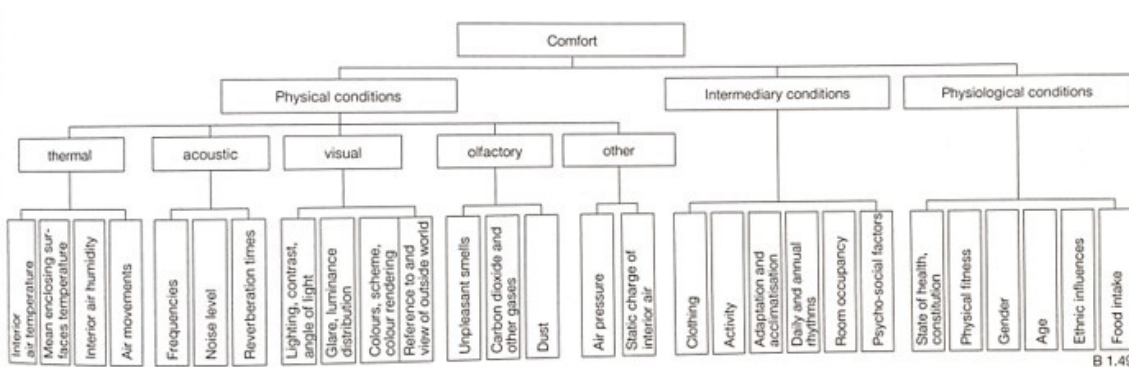 Comfort
Physical conditions
Intermediary conditions
Physiological conditions
thermal
acoustic
visual
olfactory
other
Interior
air temperature
Mean enclosing sur-
faces temperature
Interior air humidity
Air movements
Frequencies
Noise level
Reverberation times
Lighting, contrast,
angle of light
Glare, luminance
distribution
Colours, scheme,
colour rendering
Reference to and
view of outside world
Unpleasant smells
Carbon dioxide and
other gases
Dust
Air pressure
Static charge of
interior air
Clothing
Activity
Adaptation and
acclimatisation
Daily and annual
rhythms
Room occupancy
Psycho-social factors
State of health,
constitution
Physical fitness
Gender
Age
Ethnic influences
Food intake
B 1.49